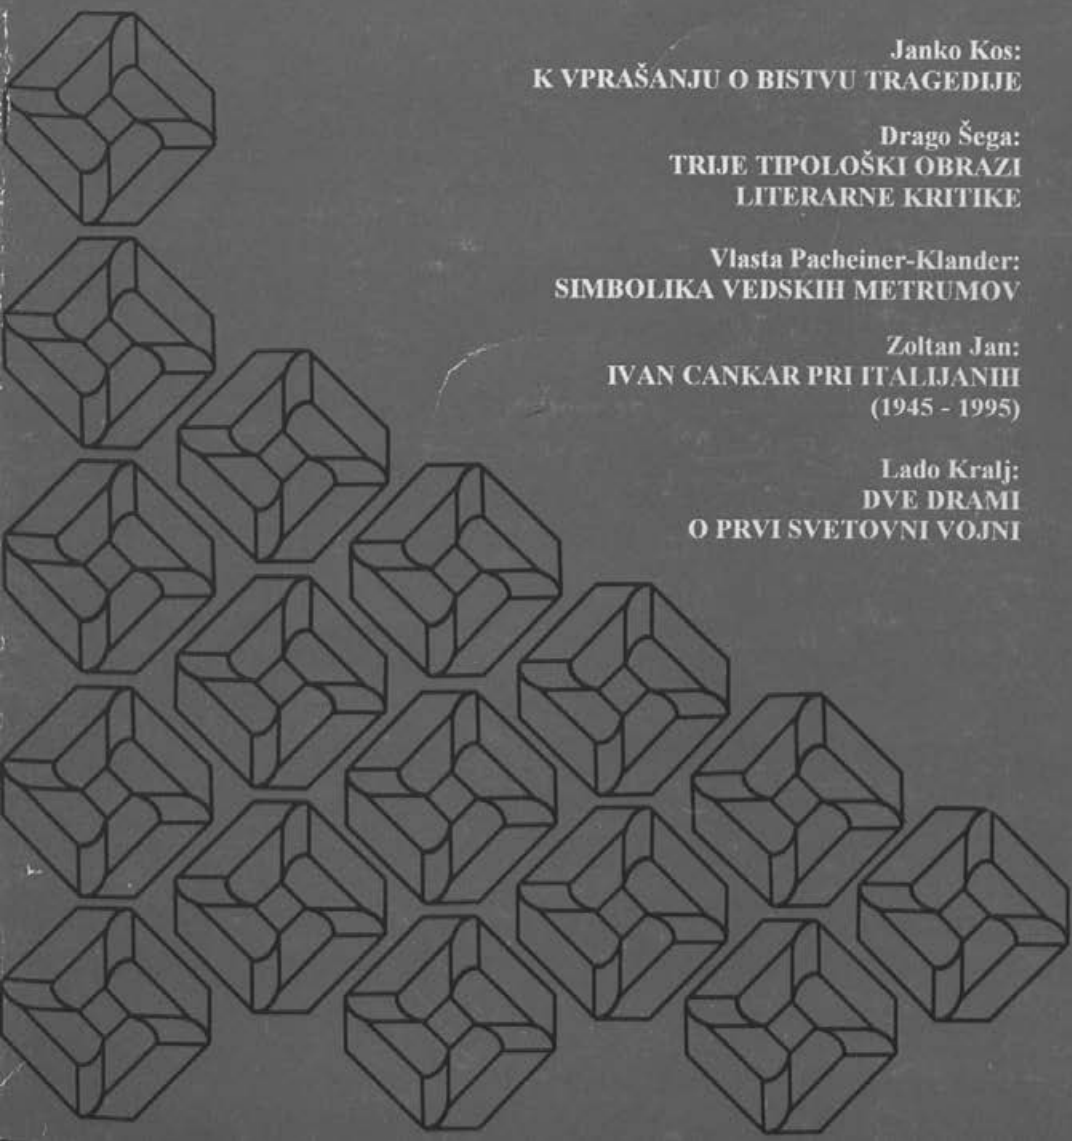 Janko Kos:
K VPRAŠANJU O BISTVU TRAGEDIJE
Drago Šega:
TRIJE TIPOLOŠKI OBRAZI
LITERARNE KRITIKE
Vlasta Pacheiner-Klander:
SIMBOLIKA VEDSKIH METRUMOV
Zoltan Jan:
IVAN CANKAR PRI ITALIJANIH
(1945 - 1995)
Lado Kralj:
DVE DRAMI
O PRVI SVETOVNI VOJNI